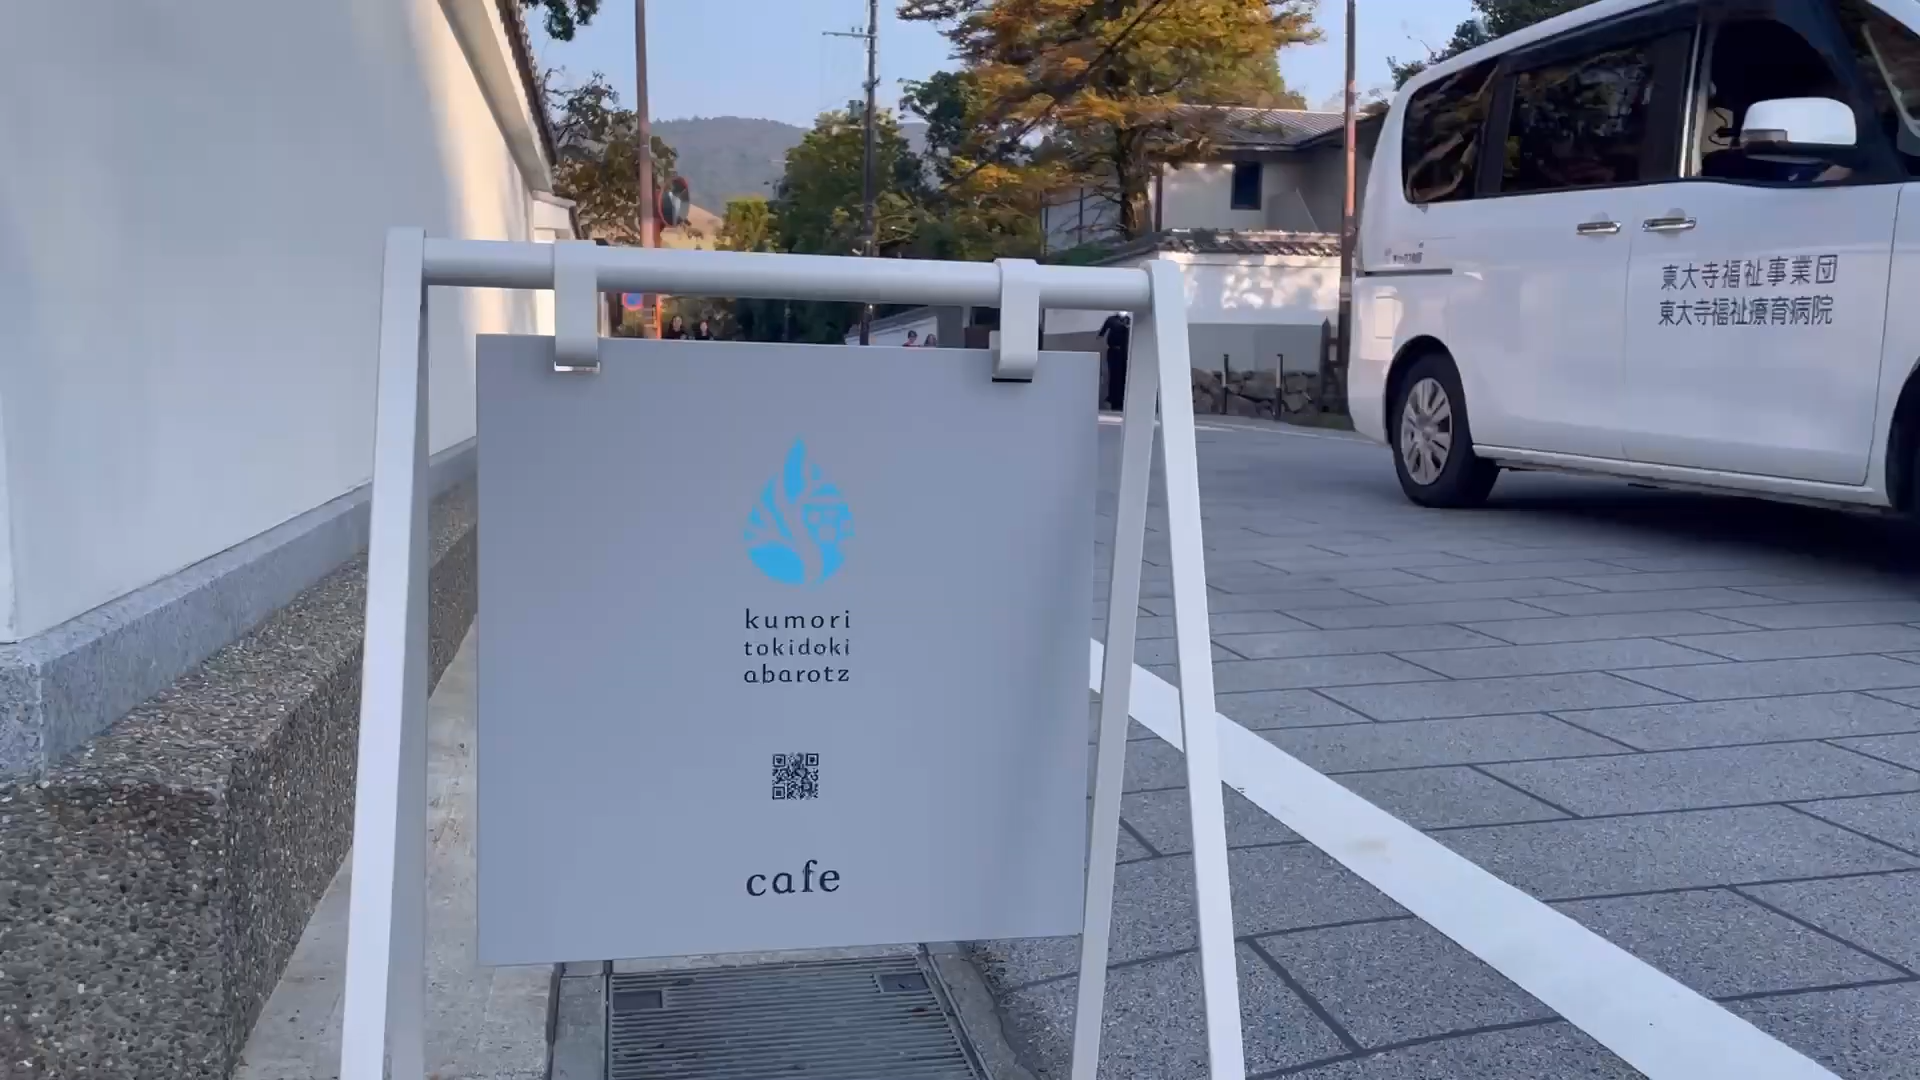 kumori
tokidoki
abarotz
cafe
東大寺福祉事業団
東大寺福祉療育病院